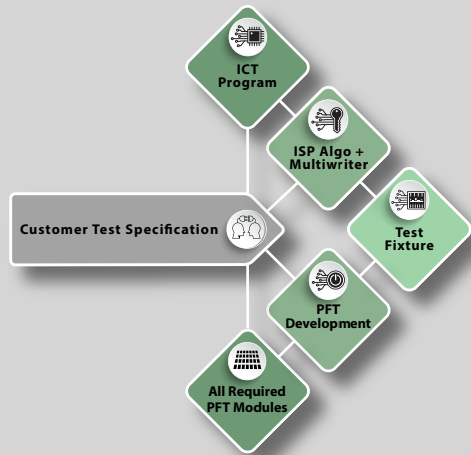 ICT
Program
ISP Algo +
Multiwriter
Customer Test Specification
Test
Fixture
PFT
Development
All Required
PFT Modules